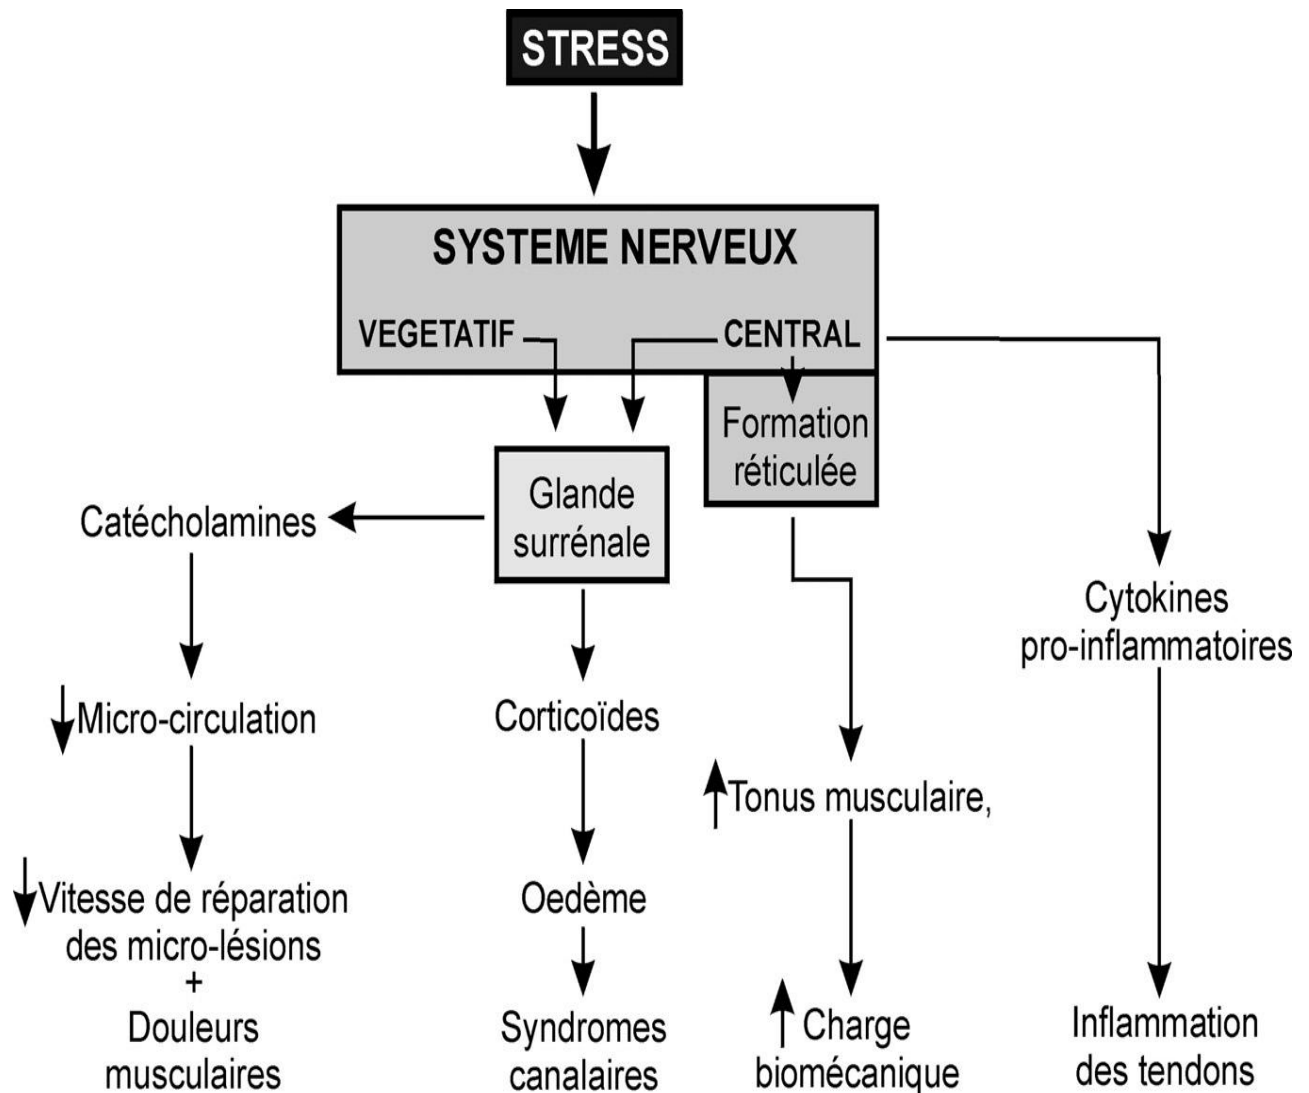 STRESS
SYSTEME NERVEUX
VEGETATIF
CENTRAL
Formation
réticulée
Glande
surrénale
Catécholamines
Cytokines
pro-inflammatoires
Micro-circulation
Corticoïdes
Tonus musculaire,
Vitesse de réparation
des micro-lésions
+
Douleurs
musculaires
Oedème
Syndromes
canalaires
Charge
biomécanique
Inflammation
des tendons